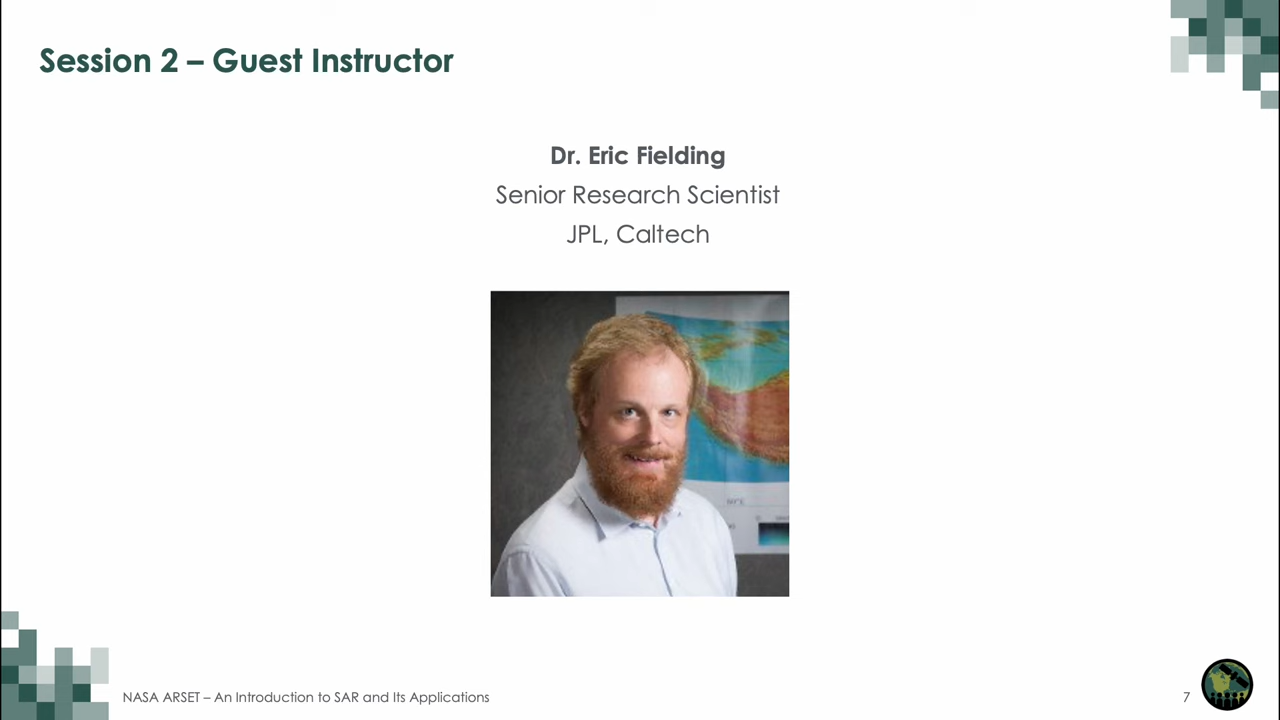 Session 2 – Guest Instructor
Dr. Eric Fielding
Senior Research Scientist
JPL, Caltech
NASA ARSET – An Introduction to SAR and Its Applications
7